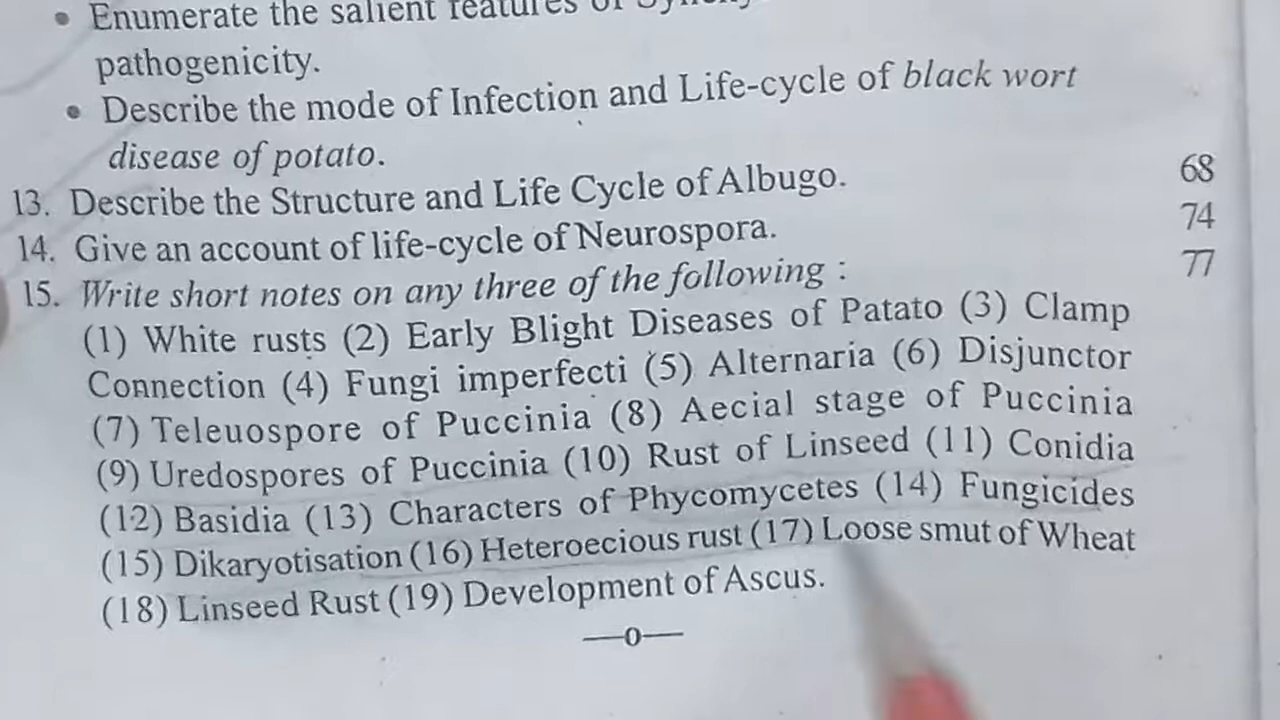 • Enumerate the salient features of
pathogenicity.
• Describe the mode of Infection and Life-cycle of black wort
disease of potato.
13. Describe the Structure and Life Cycle of Albugo. 68
14. Give an account of life-cycle of Neurospora. 74
15. Write short notes on any three of the following : 77
(1) White rusts (2) Early Blight Diseases of Patato (3) Clamp
Connection (4) Fungi imperfecti (5) Alternaria (6) Disjunctor
(7) Teleuospore of Puccinia (8) Aecial stage of Puccinia
(9) Uredospores of Puccinia (10) Rust of Linseed (11) Conidia
(12) Basidia (13) Characters of Phycomycetes (14) Fungicides
(15) Dikaryotisation (16) Heteroecious rust (17) Loose smut of Wheat
(18) Linseed Rust (19) Development of Ascus.
—o—